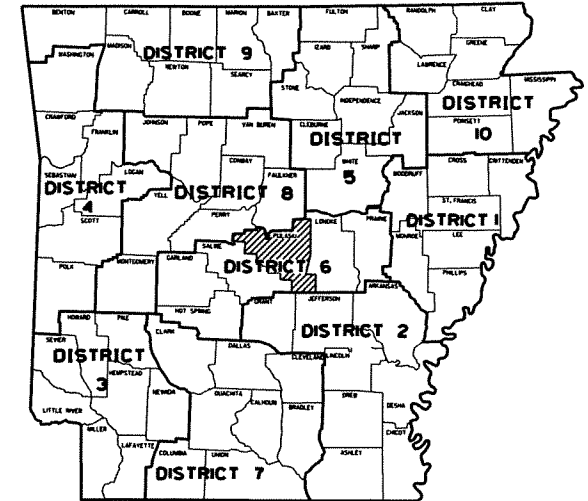 BENTON CARROLL BOONE MARION BAXTER FULTON RANDOLPH CLAY
WASHINGTON MADISON DISTRICT 9 IZARD SHARP GREENE
NEWTON SEARCY STONE LAWRENCE
CRAIGHEAD MISSISSIPPI
INDEPENDENCE DISTRICT
10
CRAWFORD FRANKLIN JOHNSON POPE VAN BUREN CLEBURNE JACKSON POINSETT
DISTRICT
5
CONWAY FAULKNER WHITE WOODRUFF CROSS CRITTENDEN
SEBASTIAN LOGAN
DISTRICT
4
YELL DISTRICT 8
PERRY
ST. FRANCIS
DISTRICT 1
SCOTT LONOKE PRAIRIE MONROE LEE
SALINE PULASKI
POLK MONTGOMERY GARLAND DISTRICT 6 PHILLIPS
HOT SPRING GRANT JEFFERSON ARKANSAS
HOWARD PIKE CLARK DISTRICT 2
SEVIER DALLAS CLEVELAND LINCOLN
DISTRICT
3
HEMPSTEAD
NEVADA OUACHITA CALHOUN BRADLEY DREW DESHA
LITTLE RIVER
MILLER CHICOT
LAFAYETTE COLUMBIA UNION ASHLEY
DISTRICT 7